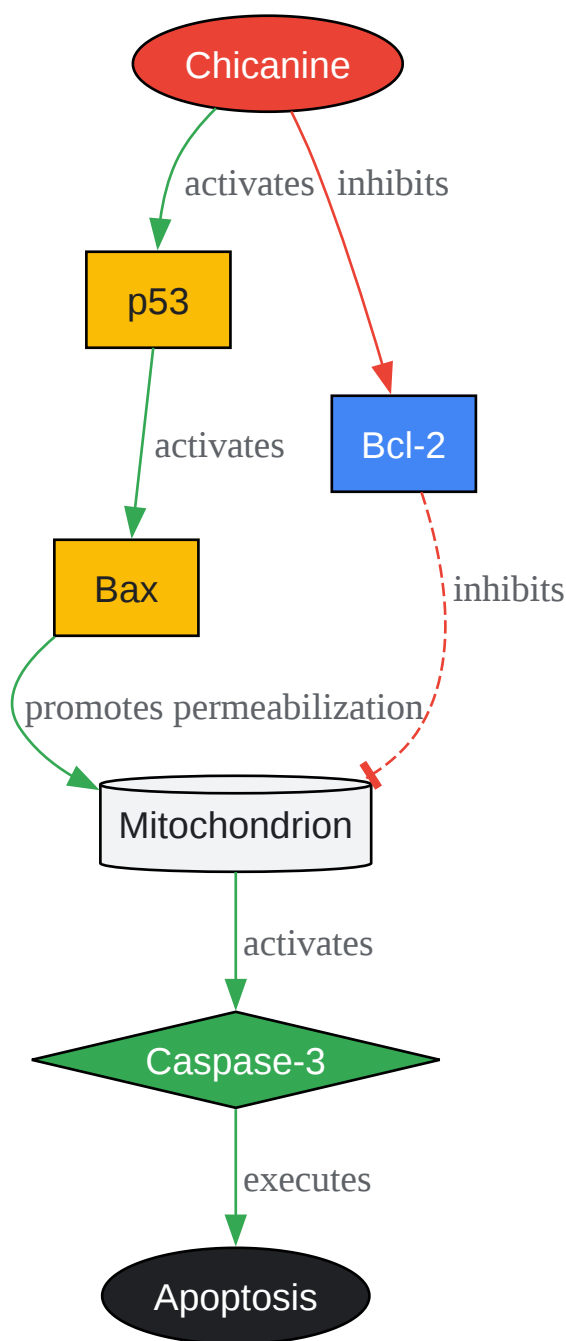 Chicanine
activates
inhibits
p53
activates
Bcl-2
Bax
inhibits
promotes permeabilization
Mitochondrion
activates
Caspase-3
executes
Apoptosis